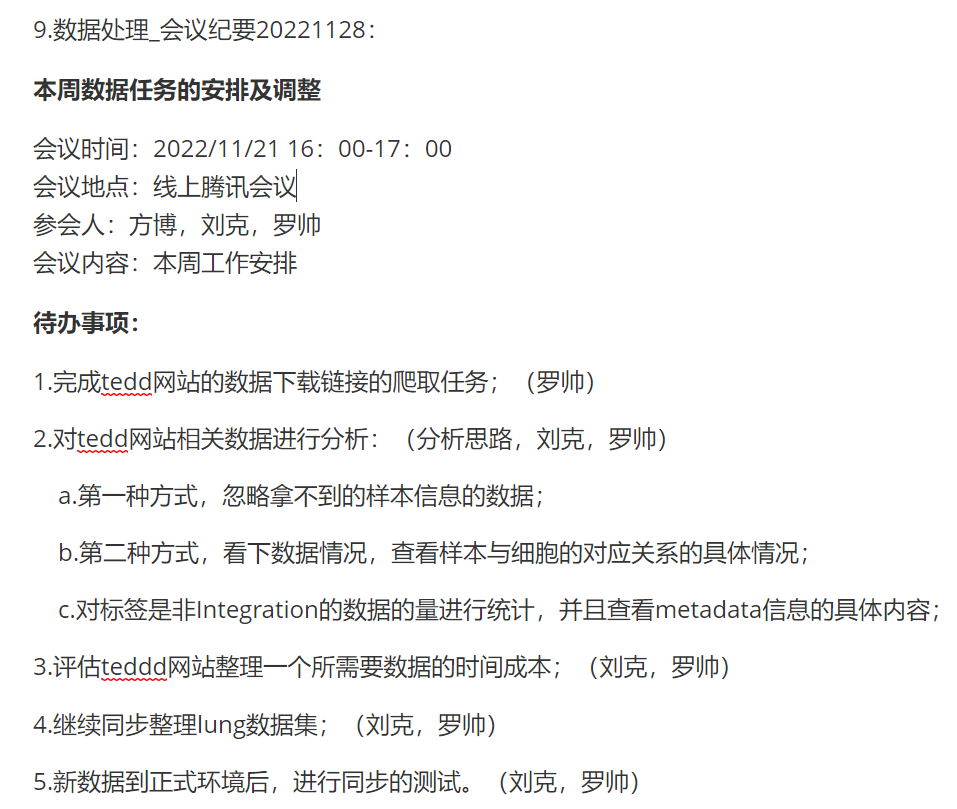 9.数据处理_会议纪要20221128：
本周数据任务的安排及调整
会议时间：2022/11/21 16：00-17：00
会议地点：线上腾讯会议
参会人：方博，刘克，罗帅
会议内容：本周工作安排
待办事项：
1.完成tedd网站的数据下载链接的爬取任务；（罗帅）
2.对tedd网站相关数据进行分析：（分析思路，刘克，罗帅）
a.第一种方式，忽略拿不到的样本信息的数据；
b.第二种方式，看下数据情况，查看样本与细胞的对应关系的具体情况；
c.对标签是非Integration的数据的量进行统计，并且查看metadata信息的具体内容；
3.评估teddd网站整理一个所需要数据的时间成本；（刘克，罗帅）
4.继续同步整理lung数据集；（刘克，罗帅）
5.新数据到正式环境后，进行同步的测试。（刘克，罗帅）